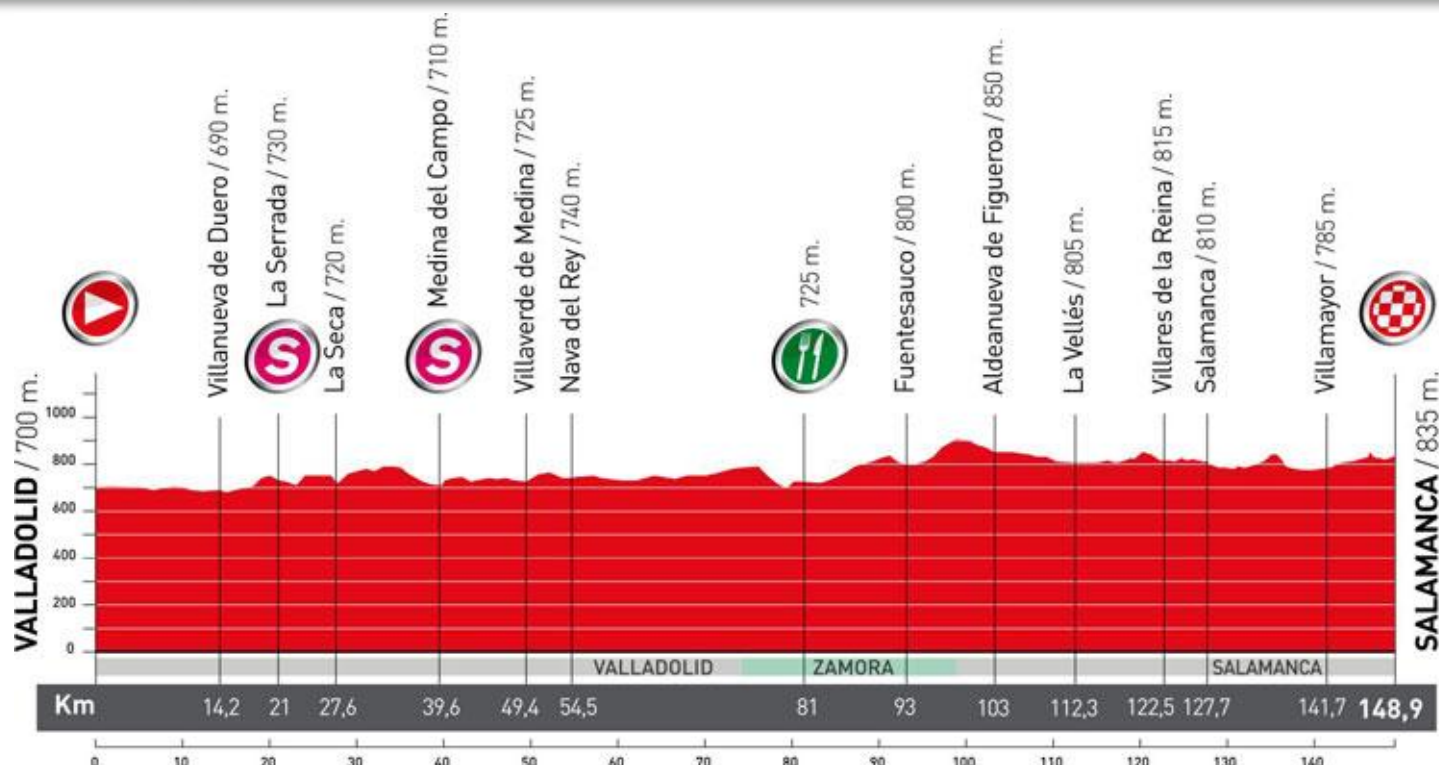 VALLADOLID / 700 m.
Villanueva de Duero / 690 m.
La Serrada / 730 m.
S
La Seca / 720 m.
Medina del Campo / 710 m.
S
Villaverde de Medina / 725 m.
Nava del Rey / 740 m.
725 m.
Fuentesauco / 800 m.
Aldeanueva de Figueroa / 850 m.
La Vellés / 805 m.
Villares de la Reina / 815 m.
Salamanca / 810 m.
Villamayor / 785 m.
SALAMANCA / 835 m.
1000
800
600
400
200
0
VALLADOLID ZAMORA SALAMANCA
Km 14,2 21 27,6 39,6 49,4 54,5 81 93 103 112,3 122,5 127,7 141,7 148,9
0 10 20 30 40 50 60 70 80 90 100 110 120 130 140